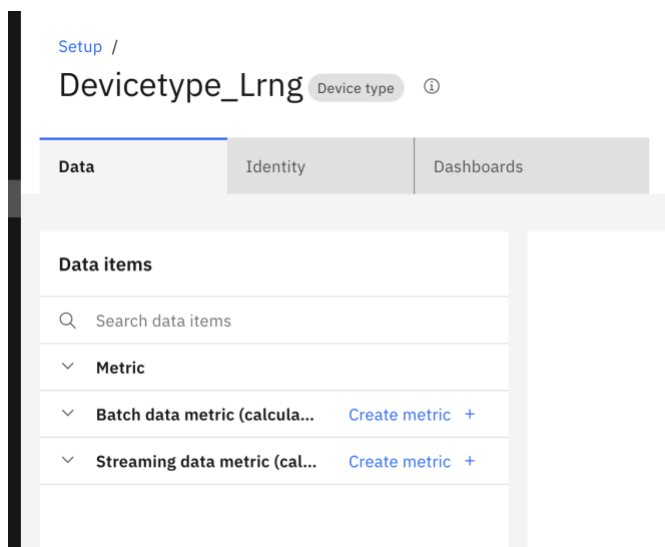 Setup /
Devicetype_Lrng Device type
Data Identity Dashboards
Data items
Search data items
Metric
Batch data metric (calcula... Create metric +
Streaming data metric (cal... Create metric +